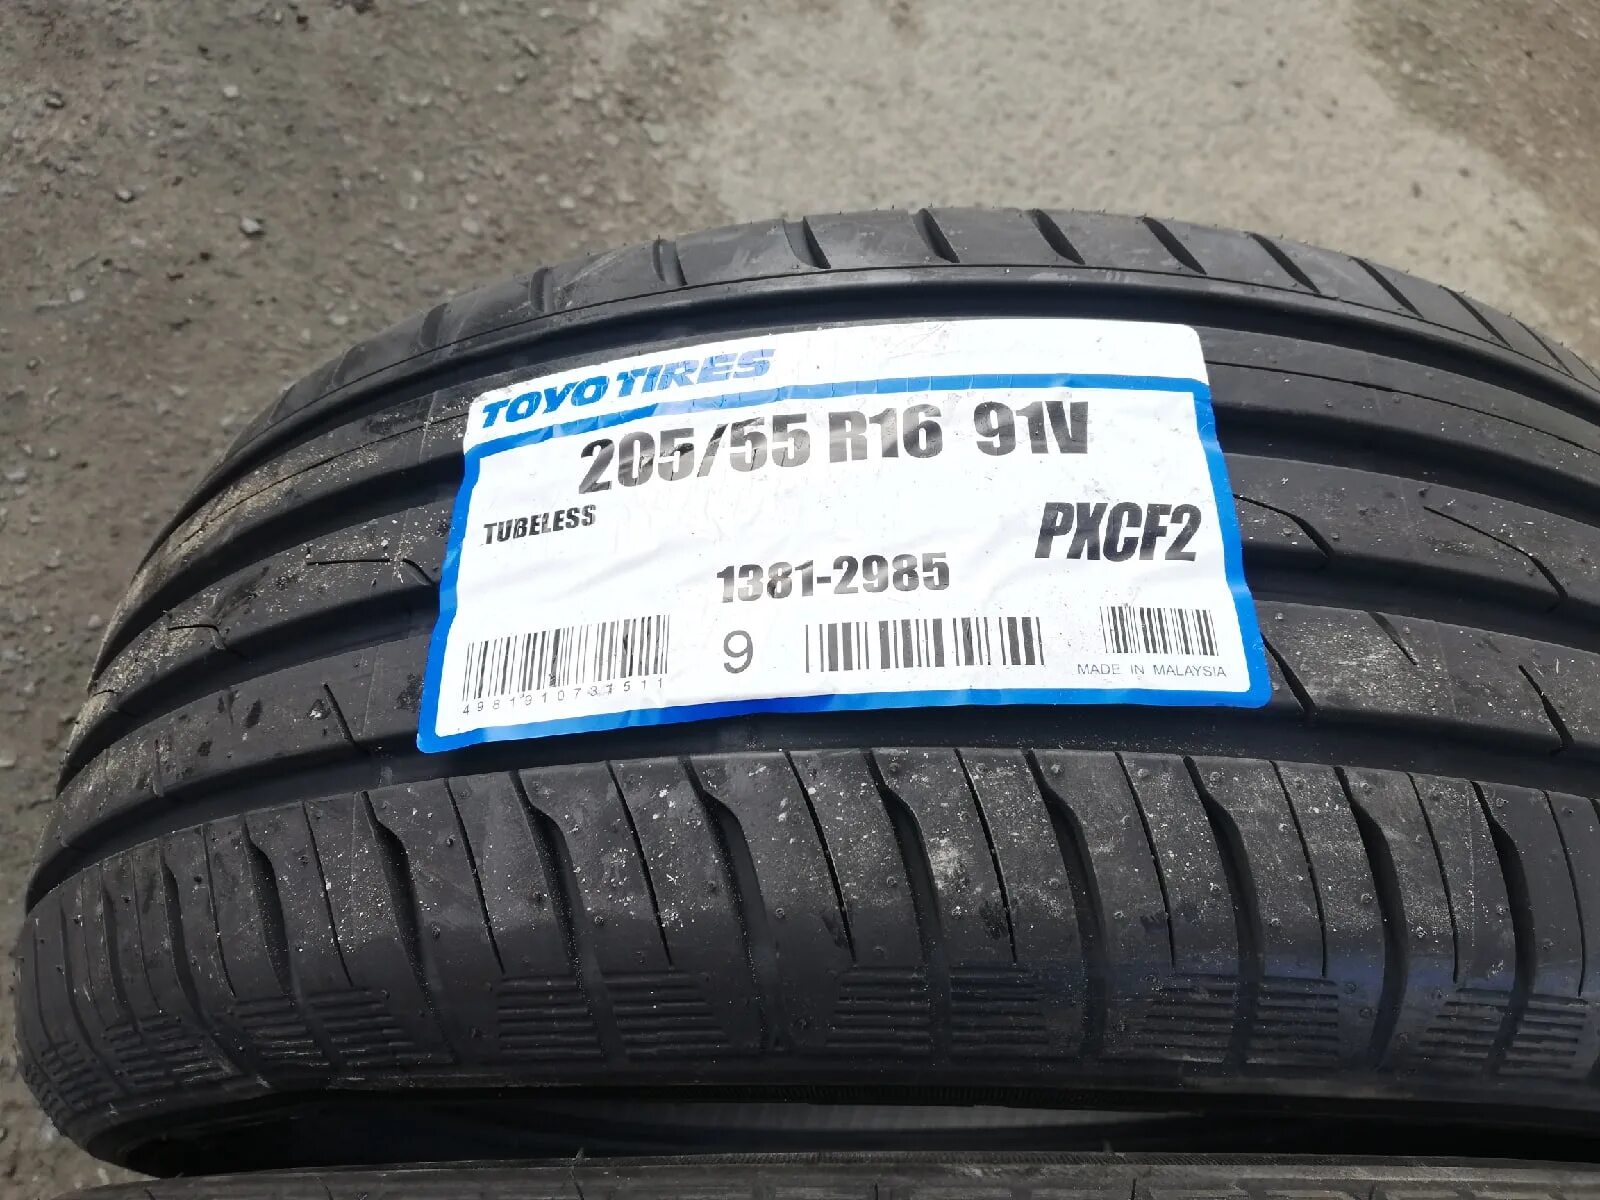 TOYO TIRES
205/55 R16 91V
TUBELESS
PXCF2
1381-2985
9
MADE IN MALAYSIA